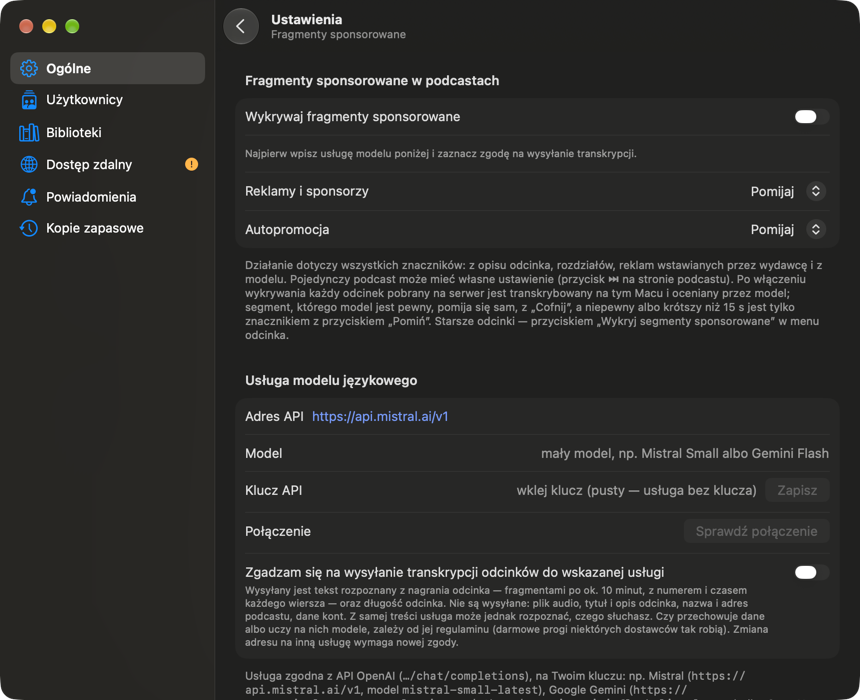 Ustawienia
Fragmenty sponsorowane
Ogólne
Użytkownicy
Biblioteki
Dostęp zdalny
Powiadomienia
Kopie zapasowe
Fragmenty sponsorowane w podcastach
Wykrywaj fragmenty sponsorowane
Najpierw wpisz usługę modelu poniżej i zaznacz zgodę na wysyłanie transkrypcji.
Reklamy i sponsorzy Pomijaj
Autopromocja Pomijaj
Działanie dotyczy wszystkich znaczników: z opisu odcinka, rozdziałów, reklam wstawianych przez wydawcę i z
modelu. Pojedynczy podcast może mieć własne ustawienie (przycisk ⏭ na stronie podcastu). Po włączeniu
wykrywania każdy odcinek pobrany na serwer jest transkrybowany na tym Macu i oceniany przez model;
segment, którego model jest pewny, pomija się sam, z „Cofnij”, a niepewny albo krótszy niż 15 s jest tylko
znacznikiem z przyciskiem „Pomiń”. Starsze odcinki — przyciskiem „Wykryj segmenty sponsorowane” w menu
odcinka.
Usługa modelu językowego
Adres API https://api.mistral.ai/v1
Model mały model, np. Mistral Small albo Gemini Flash
Klucz API wklej klucz (pusty — usługa bez klucza) Zapisz
Połączenie Sprawdź połączenie
Zgadzam się na wysyłanie transkrypcji odcinków do wskazanej usługi
Wysyłany jest tekst rozpoznany z nagrania odcinka — fragmentami po ok. 10 minut, z numerem i czasem
każdego wiersza — oraz długość odcinka. Nie są wysyłane: plik audio, tytuł i opis odcinka, nazwa i adres
podcastu, dane kont. Z samej treści usługa może jednak rozpoznać, czego słuchasz. Czy przechowuje dane
albo uczy na nich modele, zależy od jej regulaminu (darmowe progi niektórych dostawców tak robią). Zmiana
adresu na inną usługę wymaga nowej zgody.
Usługa zgodna z API OpenAI (…/chat/completions), na Twoim kluczu: np. Mistral (https://
api.mistral.ai/v1, model mistral-small-latest), Google Gemini (https://